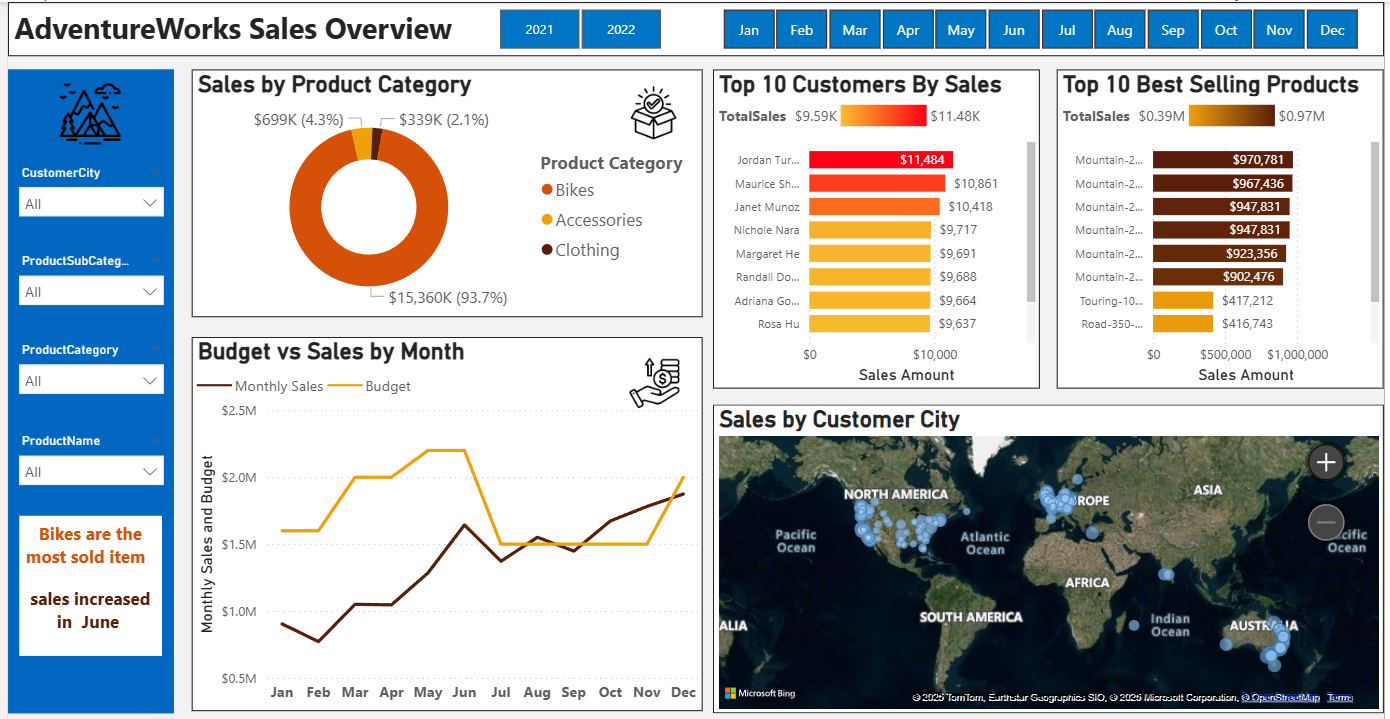 AdventureWorks Sales Overview
2021
2022
Jan
Feb
Mar
Apr
May
Jun
Jul
Aug
Sep
Oct
Nov
Dec
CustomerCity
All
ProductSubCateg...
All
ProductCategory
All
ProductName
All
Bikes are the
most sold item
sales increased
in June
Sales by Product Category
$699K (4.3%)
$339K (2.1%)
$15,360K (93.7%)
Product Category
Bikes
Accessories
Clothing
Budget vs Sales by Month
Monthly Sales
Budget
Monthly Sales and Budget
$2.5M
$2.0M
$1.5M
$1.0M
$0.5M
Jan Feb Mar Apr May Jun Jul Aug Sep Oct Nov Dec
Top 10 Customers By Sales
TotalSales $9.59K $11.48K
Jordan Tur... $11,484
Maurice Sh... $10,861
Janet Munoz $10,418
Nichole Nara $9,717
Margaret He $9,691
Randall Do... $9,688
Adriana Go... $9,664
Rosa Hu $9,637
$0 $10,000
Sales Amount
Top 10 Best Selling Products
TotalSales $0.39M $0.97M
Mountain-2... $970,781
Mountain-2... $967,436
Mountain-2... $947,831
Mountain-2... $947,831
Mountain-2... $923,356
Mountain-2... $902,476
Touring-10... $417,212
Road-350-... $416,743
$0 $500,000 $1,000,000
Sales Amount
Sales by Customer City
NORTH AMERICA
ROPE
ASIA
Pacific
Ocean
Atlantic
Ocean
cific
Ocean
AFRICA
SOUTH AMERICA
Indian
Ocean
ALIA
AUSTRALIA
Microsoft Bing
© 2025 TomTom, Earthstar Geographics SIO, © 2025 Microsoft Corporation, © OpenStreetMap Terms